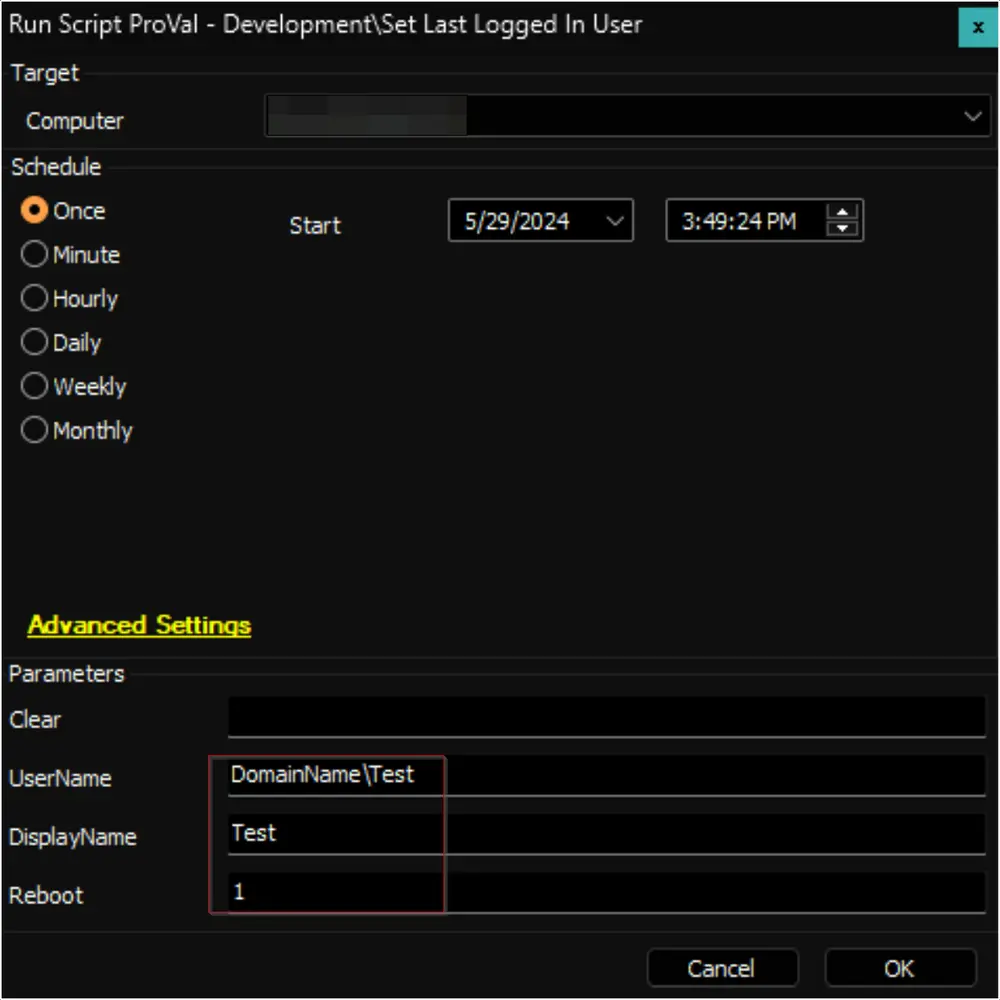 Run Script ProVal - Development\Set Last Logged In User
x
Target
Computer
Schedule
Once
Start
5/29/2024
3:49:24 PM
Minute
Hourly
Daily
Weekly
Monthly
Advanced Settings
Parameters
Clear
UserName
DomainName\Test
DisplayName
Test
Reboot
1
Cancel
OK